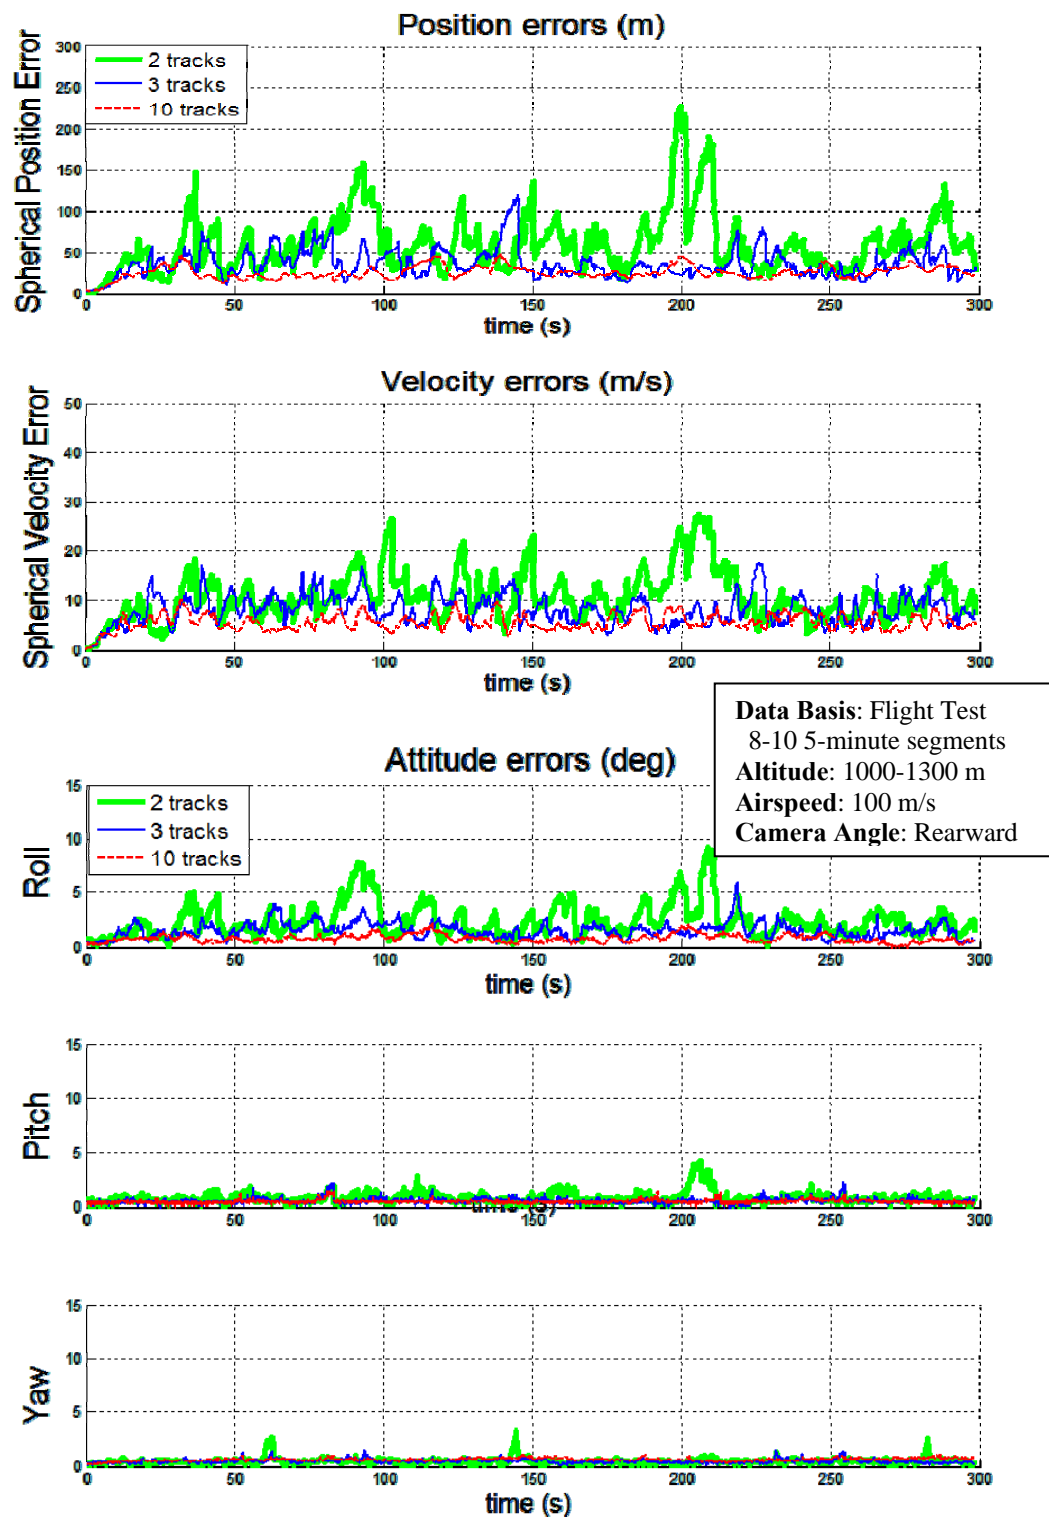 Position errors (m)
Spherical Position Error
300
250
200
150
100
50
0
2 tracks
3 tracks
10 tracks
0 50 100 150 200 250 300
time (s)
Velocity errors (m/s)
Spherical Velocity Error
50
40
30
20
10
0
0 50 100 150 200 250 300
time (s)
Data Basis: Flight Test
8-10 5-minute segments
Altitude: 1000-1300 m
Airspeed: 100 m/s
Camera Angle: Rearward
Attitude errors (deg)
Roll
15
10
5
0
2 tracks
3 tracks
10 tracks
0 50 100 150 200 250 300
time (s)
Pitch
15
10
5
0
0 50 100 150 200 250 300
time (s)
Yaw
15
10
5
0
0 50 100 150 200 250 300
time (s)